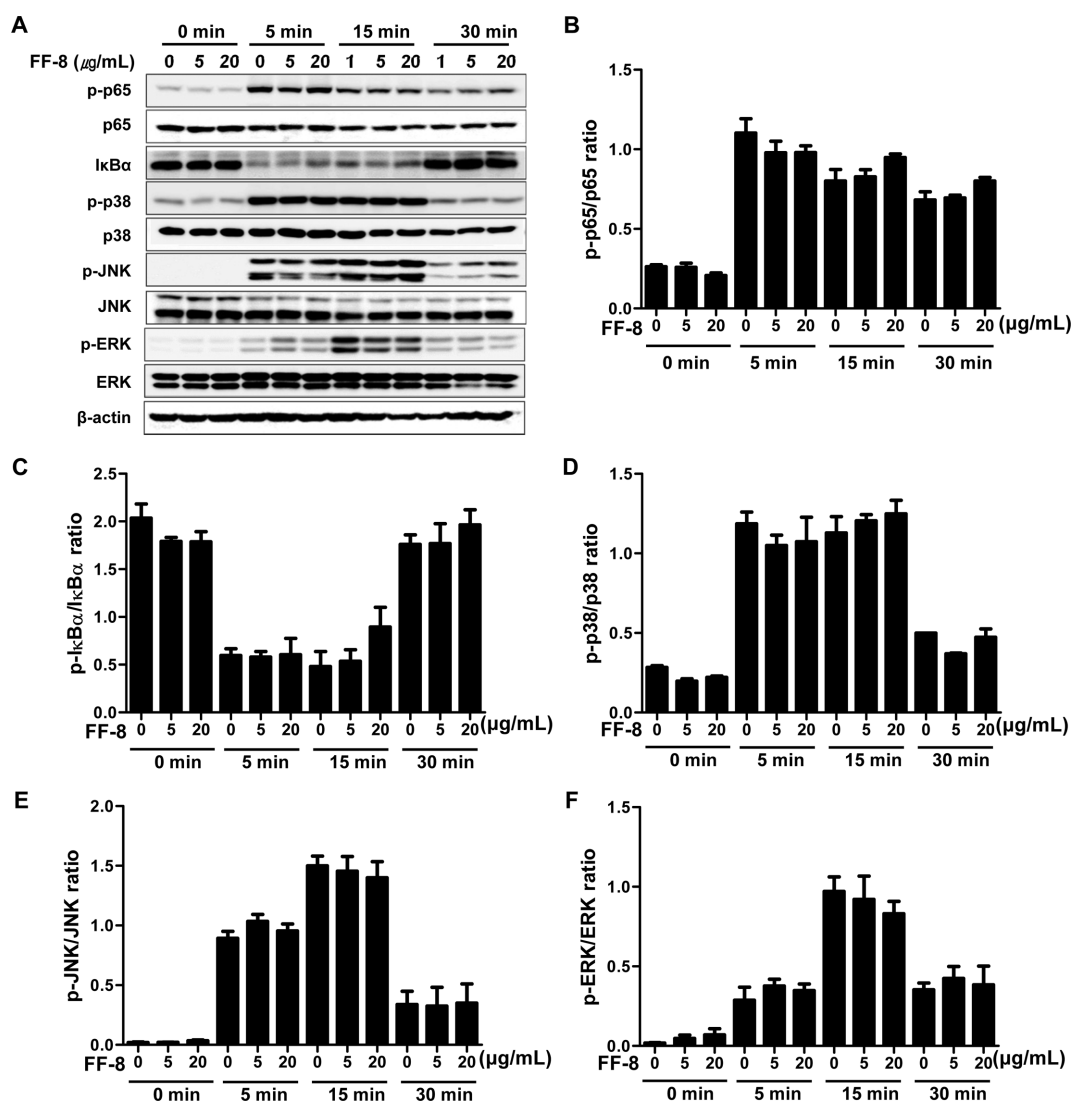 A
0 min 5 min 15 min 30 min
FF-8 (㎍/mL) 0 5 20 0 5 20 1 5 20 1 5 20
p-p65
p65
IκBα
p-p38
p38
p-JNK
JNK
p-ERK
ERK
β-actin
B
p-p65/p65 ratio
1.5
1.0
0.5
0.0
FF-8 0 5 20 0 5 20 0 5 20 0 5 20 (μg/mL)
0 min 5 min 15 min 30 min
C
p-IκBα/IκBα ratio
2.5
2.0
1.5
1.0
0.5
0.0
FF-8 0 5 20 0 5 20 0 5 20 0 5 20 (μg/mL)
0 min 5 min 15 min 30 min
D
p-p38/p38 ratio
1.5
1.0
0.5
0.0
FF-8 0 5 20 0 5 20 0 5 20 0 5 20 (μg/mL)
0 min 5 min 15 min 30 min
E
p-JNK/JNK ratio
2.0
1.5
1.0
0.5
0.0
FF-8 0 5 20 0 5 20 0 5 20 0 5 20 (μg/mL)
0 min 5 min 15 min 30 min
F
p-ERK/ERK ratio
1.5
1.0
0.5
0.0
FF-8 0 5 20 0 5 20 0 5 20 0 5 20 (μg/mL)
0 min 5 min 15 min 30 min